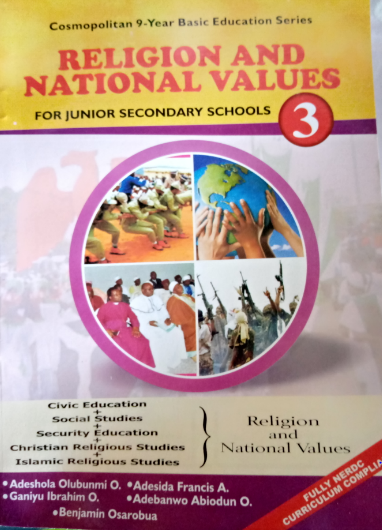 Cosmopolitan 9-Year Basic Education Series
RELIGION AND
NATIONAL VALUES
FOR JUNIOR SECONDARY SCHOOLS
3
Civic Education
+
Social Studies
+
Security Education
+
Christian Religious Studies
+
Islamic Religious Studies
}
Religion
and
National Values
• Adeshola Olubunmi O. • Adesida Francis A.
• Ganiyu Ibrahim O. • Adebanwo Abiodun O.
• Benjamin Osarobua
FULLY NERDC
CURRICULUM COMPLIA